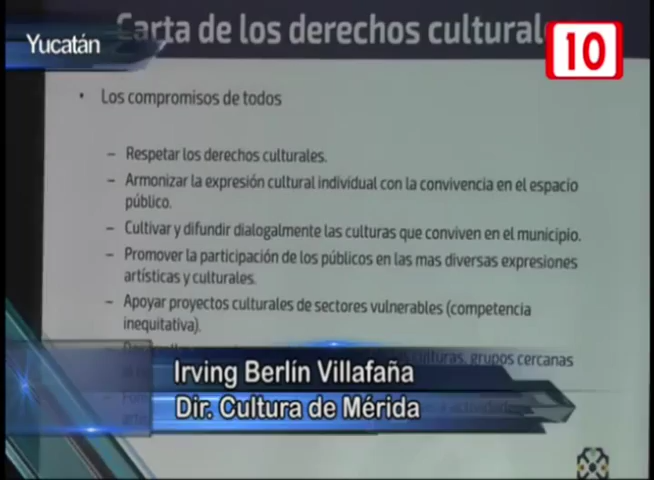 Carta de los derechos cultural
10
Yucatán
• Los compromisos de todos
– Respetar los derechos culturales.
– Armonizar la expresión cultural individual con la convivencia en el espacio
público.
– Cultivar y difundir dialogalmente las culturas que conviven en el municipio.
– Promover la participación de los públicos en las mas diversas expresiones
artísticas y culturales.
– Apoyar proyectos culturales de sectores vulnerables (competencia
inequitativa).
culturas, grupos cercanas
Irving Berlín Villafaña
Dir. Cultura de Mérida